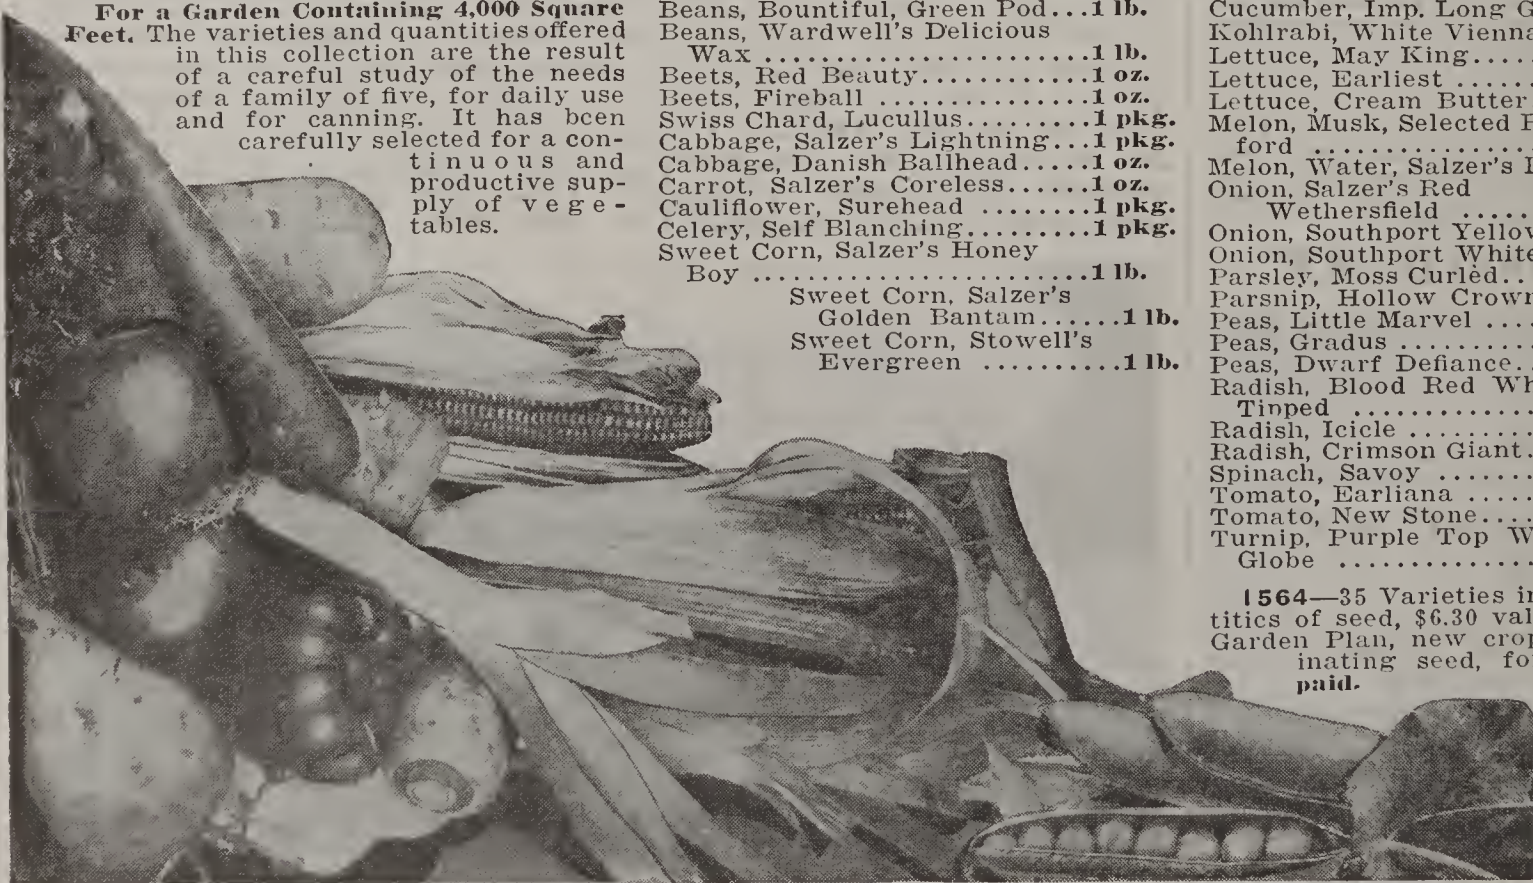 For a Garden Containing 4,000 Square
Feet. The varieties and quantities offered
in this collection are the result
of a careful study of the needs
of a family of five, for daily use
and for canning. It has been
carefully selected for a con-
tinuous and
productive sup-
ply of vege-
tables.
Beans, Bountiful, Green Pod...1 lb.
Beans, Wardwell's Delicious
Wax ......................1 lb.
Beets, Red Beauty............1 oz.
Beets, Fireball ..............1 oz.
Swiss Chard, Lucullus.........1 pkg.
Cabbage, Salzer's Lightning...1 pkg.
Cabbage, Danish Ballhead.....1 oz.
Carrot, Salzer's Coreless......1 oz.
Cauliflower, Surehead ........1 pkg.
Celery, Self Blanching.........1 pkg.
Sweet Corn, Salzer's Honey
Boy .......................1 lb.
Sweet Corn, Salzer's
Golden Bantam......1 lb.
Sweet Corn, Stowell's
Evergreen ..........1 lb.
Cucumber, Imp. Long G
Kohlrabi, White Vienna
Lettuce, May King.....
Lettuce, Earliest ......
Lettuce, Cream Butter
Melon, Musk, Selected
ford ..............
Melon, Water, Salzer's
Onion, Salzer's Red
Wethersfield .....
Onion, Southport Yellow
Onion, Southport White
Parsley, Moss Curlèd..
Parsnip, Hollow Crown
Peas, Little Marvel ....
Peas, Gradus ..........
Peas, Dwarf Defiance..
Radish, Blood Red Wh
Tipped .............
Radish, Icicle .........
Radish, Crimson Giant.
Spinach, Savoy .......
Tomato, Earliana .....
Tomato, New Stone....
Turnip, Purple Top W
Globe ..............
1564—35 Varieties in
titics of seed, $6.30 val
Garden Plan, new crop
inating seed, fo
paid.